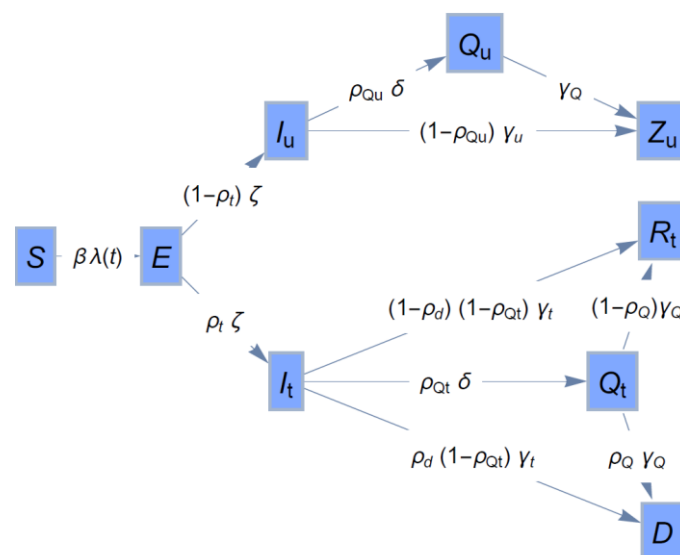 Q_u
ρ_Qu δ
γ_Q
I_u
(1−ρ_Qu) γ_u
Z_u
(1−ρ_t) ζ
S
β λ(t)
E
R_t
ρ_t ζ
(1−ρ_d) (1−ρ_Qt) γ_t
(1−ρ_Q)γ_Q
I_t
ρ_Qt δ
Q_t
ρ_d (1−ρ_Qt) γ_t
ρ_Q γ_Q
D